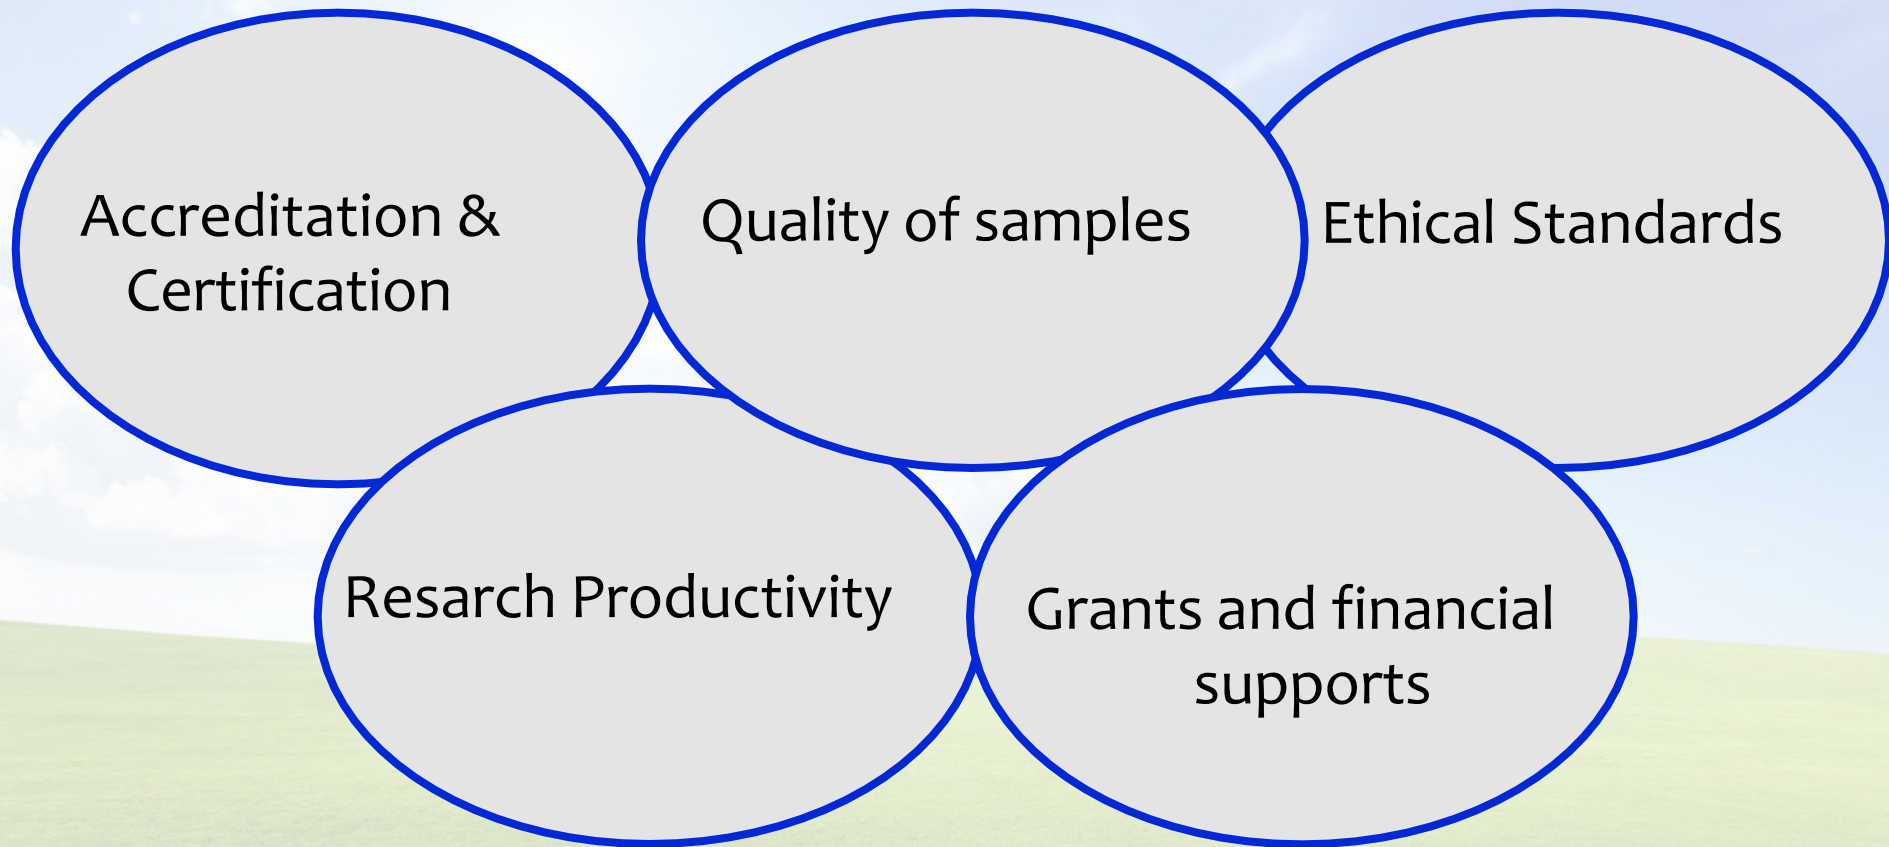 Accreditation &
Certification
Quality of samples
Ethical Standards
Resarch Productivity
Grants and financial
supports